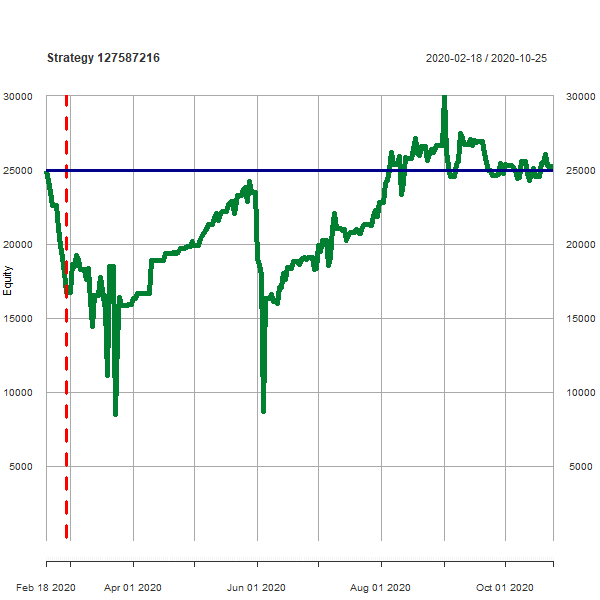 Strategy 127587216
2020-02-18 / 2020-10-25
30000
30000
25000
25000
20000
20000
Equity
15000
15000
10000
10000
5000
5000
Feb 18 2020
Apr 01 2020
Jun 01 2020
Aug 01 2020
Oct 01 2020